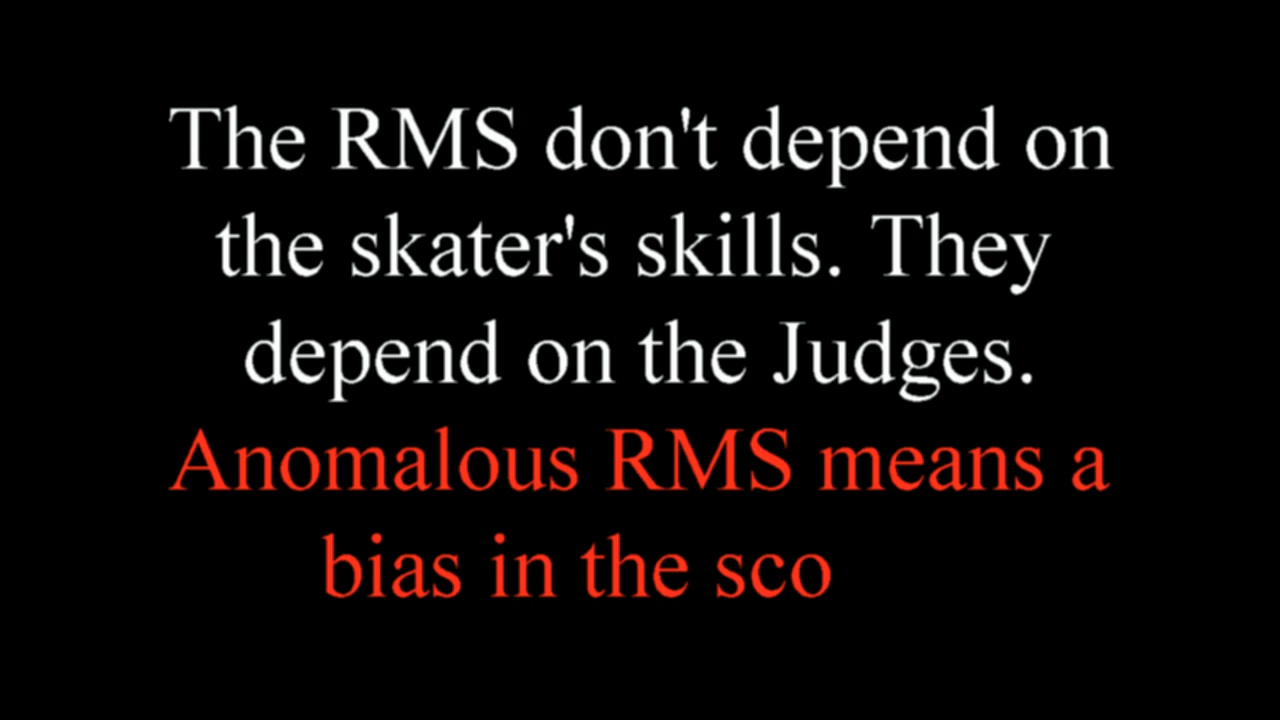 The RMS don't depend on
the skater's skills. They
depend on the Judges.
Anomalous RMS means a
bias in the sco